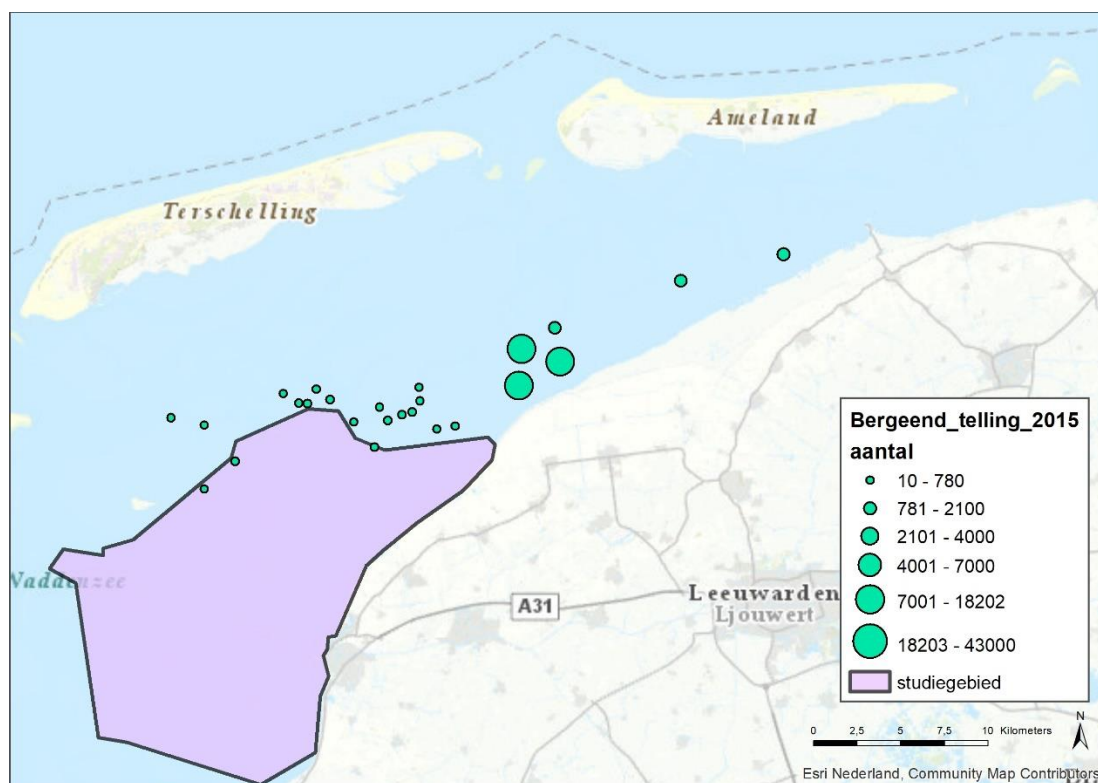 Ameland
Terschelling
Waddenzee
A31
Leeuwarden
Ljouwert
Bergeend_telling_2015
aantal
10 - 780
781 - 2100
2101 - 4000
4001 - 7000
7001 - 18202
18203 - 43000
studiegebied
0 2,5 5 7,5 10 Kilometers
N
Esri Nederland, Community Map Contributors